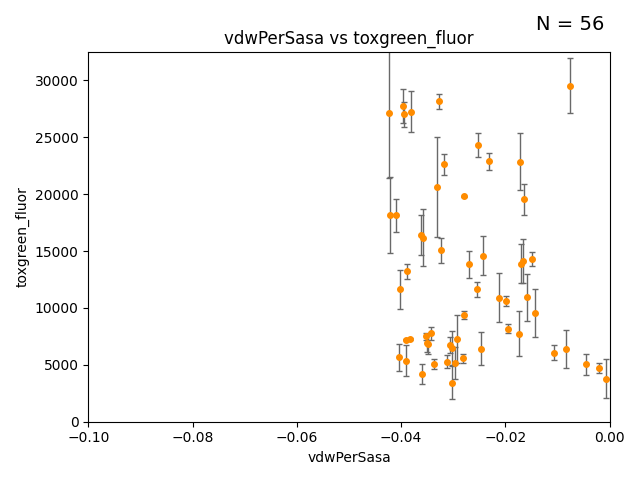 N = 56
vdwPerSasa vs toxgreen_fluor
toxgreen_fluor
30000
25000
20000
15000
10000
5000
0
−0.10 −0.08 −0.06 −0.04 −0.02 0.00
vdwPerSasa